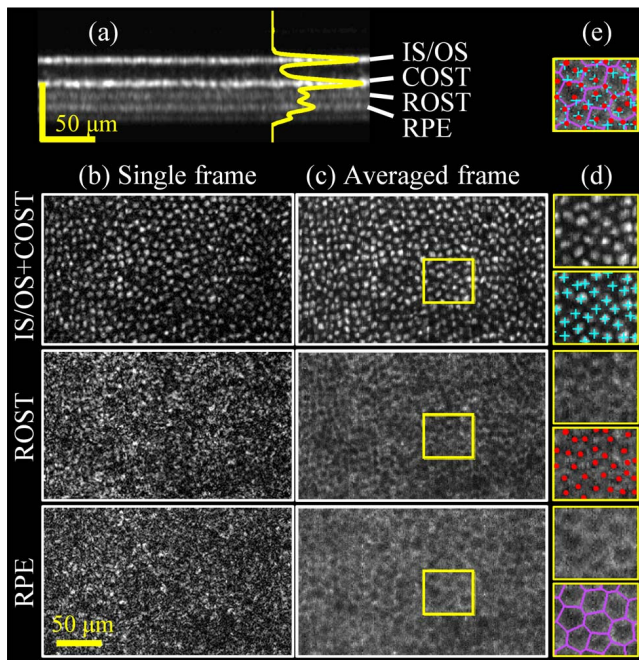 (a)
IS/OS
COST
ROST
RPE
50 μm
(e)
(b) Single frame
(c) Averaged frame
(d)
IS/OS+COST
ROST
RPE
50 μm